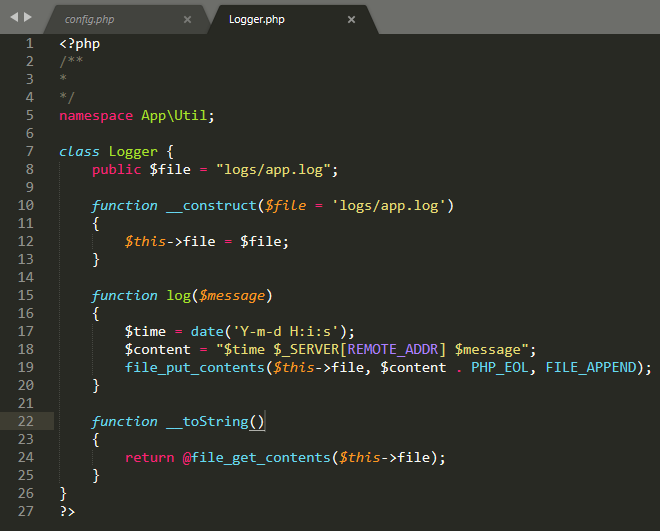 config.php ×
Logger.php ×
1 <?php
2 /**
3 *
4 */
5 namespace App\Util;
6
7 class Logger {
8     public $file = "logs/app.log";
9
10     function __construct($file = 'logs/app.log')
11     {
12         $this->file = $file;
13     }
14
15     function log($message)
16     {
17         $time = date('Y-m-d H:i:s');
18         $content = "$time $_SERVER[REMOTE_ADDR] $message";
19         file_put_contents($this->file, $content . PHP_EOL, FILE_APPEND);
20     }
21
22     function __toString()
23     {
24         return @file_get_contents($this->file);
25     }
26 }
27 ?>